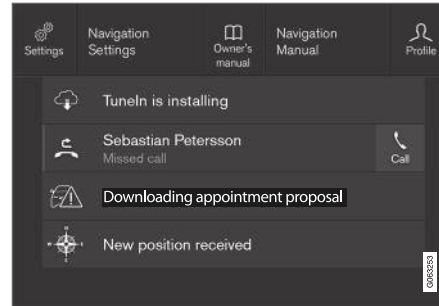 Settings
Navigation
Settings
Owner's
manual
Navigation
Manual
Profile
TuneIn is installing
Sebastian Petersson
Missed call
Call
Downloading appointment proposal
New position received
G063253